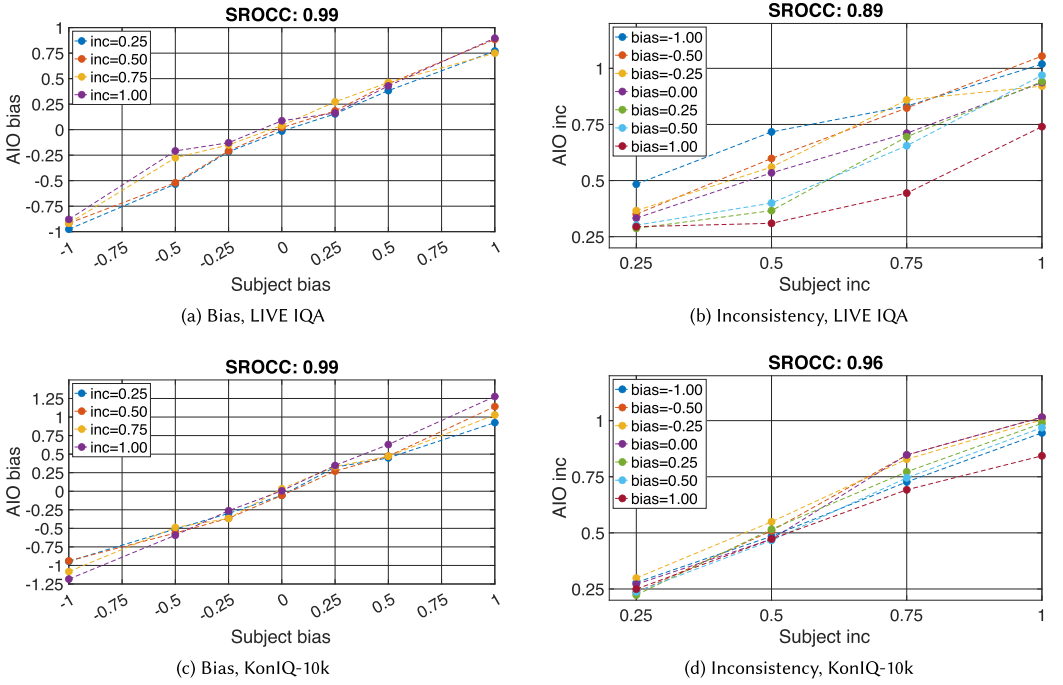 SROCC: 0.99
inc=0.25
inc=0.50
inc=0.75
inc=1.00
1
0.75
0.5
0.25
0
-0.25
-0.5
-0.75
-1
AIO bias
-1
-0.75
-0.5
-0.25
0
0.25
0.5
0.75
1
Subject bias
(a) Bias, LIVE IQA
SROCC: 0.89
bias=-1.00
bias=-0.50
bias=-0.25
bias=0.00
bias=0.25
bias=0.50
bias=1.00
1
0.75
0.5
0.25
AIO inc
0.25
0.5
0.75
1
Subject inc
(b) Inconsistency, LIVE IQA
SROCC: 0.99
inc=0.25
inc=0.50
inc=0.75
inc=1.00
1.25
1
0.75
0.5
0.25
0
-0.25
-0.5
-0.75
-1
-1.25
AIO bias
-1
-0.75
-0.5
-0.25
0
0.25
0.5
0.75
1
Subject bias
(c) Bias, KonIQ-10k
SROCC: 0.96
bias=-1.00
bias=-0.50
bias=-0.25
bias=0.00
bias=0.25
bias=0.50
bias=1.00
1
0.75
0.5
0.25
AIO inc
0.25
0.5
0.75
1
Subject inc
(d) Inconsistency, KonIQ-10k